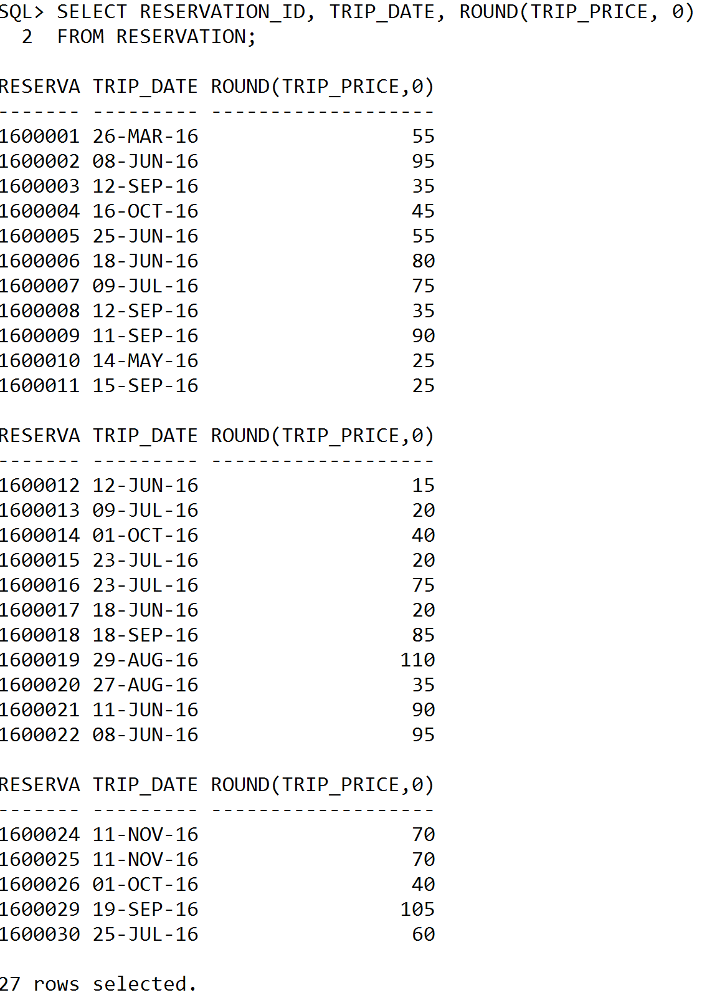 SQL> SELECT RESERVATION_ID, TRIP_DATE, ROUND(TRIP_PRICE, 0)
  2  FROM RESERVATION;

RESERVA TRIP_DATE ROUND(TRIP_PRICE,0)
------- --------- -------------------
1600001 26-MAR-16                  55
1600002 08-JUN-16                  95
1600003 12-SEP-16                  35
1600004 16-OCT-16                  45
1600005 25-JUN-16                  55
1600006 18-JUN-16                  80
1600007 09-JUL-16                  75
1600008 12-SEP-16                  35
1600009 11-SEP-16                  90
1600010 14-MAY-16                  25
1600011 15-SEP-16                  25

RESERVA TRIP_DATE ROUND(TRIP_PRICE,0)
------- --------- -------------------
1600012 12-JUN-16                  15
1600013 09-JUL-16                  20
1600014 01-OCT-16                  40
1600015 23-JUL-16                  20
1600016 23-JUL-16                  75
1600017 18-JUN-16                  20
1600018 18-SEP-16                  85
1600019 29-AUG-16                 110
1600020 27-AUG-16                  35
1600021 11-JUN-16                  90
1600022 08-JUN-16                  95

RESERVA TRIP_DATE ROUND(TRIP_PRICE,0)
------- --------- -------------------
1600024 11-NOV-16                  70
1600025 11-NOV-16                  70
1600026 01-OCT-16                  40
1600029 19-SEP-16                 105
1600030 25-JUL-16                  60

27 rows selected.